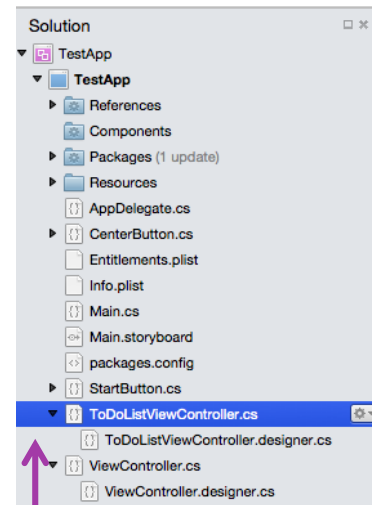 Solution
TestApp
TestApp
References
Components
Packages (1 update)
Resources
AppDelegate.cs
CenterButton.cs
Entitlements.plist
Info.plist
Main.cs
Main.storyboard
packages.config
StartButton.cs
ToDoListViewController.cs
ToDoListViewController.designer.cs
ViewController.cs
ViewController.designer.cs